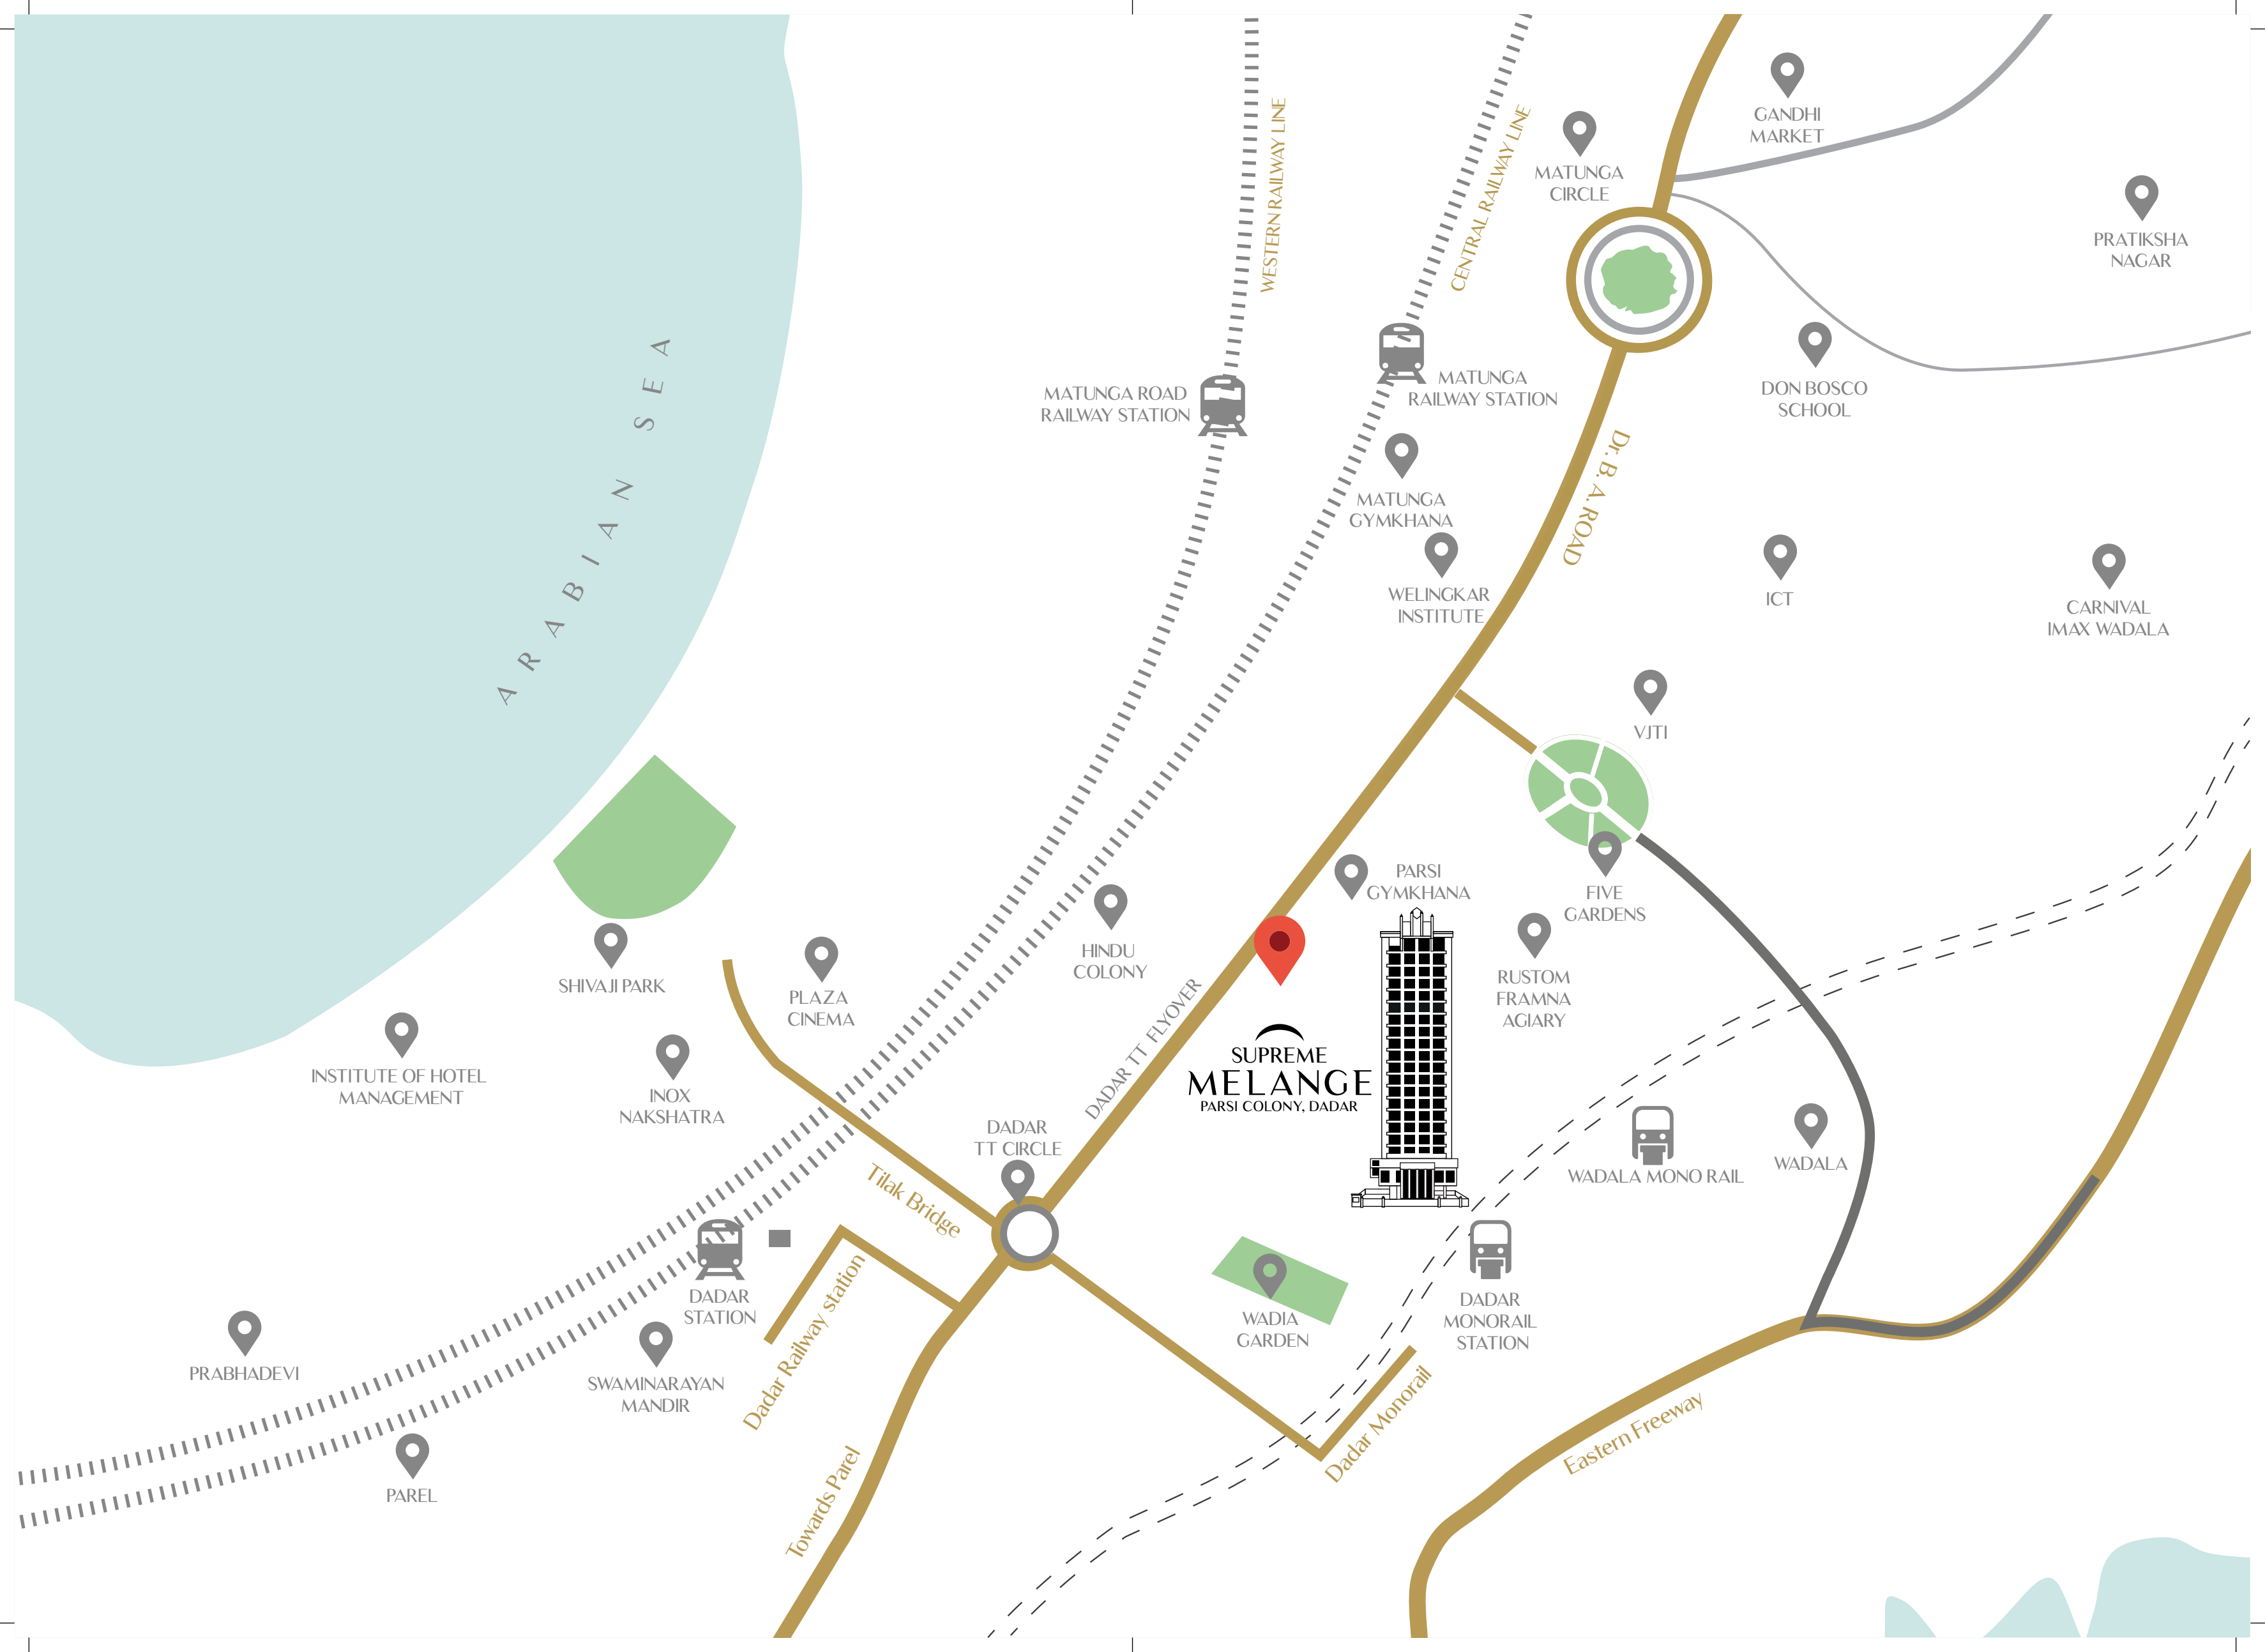 GANDHI
MARKET
MATUNGA
CIRCLE
WESTERN RAILWAY LINE
CENTRAL RAILWAY LINE
PRATIKSHA
NAGAR
ARABIAN SEA
MATUNGA ROAD
RAILWAY STATION
MATUNGA
RAILWAY STATION
DON BOSCO
SCHOOL
Dr. B. A. ROAD
MATUNGA
GYMKHANA
WELINGKAR
INSTITUTE
ICT
CARNIVAL
IMAX WADALA
VJTI
PARSI
GYMKHANA
FIVE
GARDENS
HINDU
COLONY
SHIVAJI PARK
PLAZA
CINEMA
RUSTOM
FRAMNA
AGIARY
DADAR TT FLYOVER
SUPREME
MELANGE
PARSI COLONY, DADAR
INSTITUTE OF HOTEL
MANAGEMENT
INOX
NAKSHATRA
DADAR
TT CIRCLE
Tilak Bridge
WADALA MONO RAIL
WADALA
DADAR
STATION
Dadar Railway station
WADIA
GARDEN
DADAR
MONORAIL
STATION
PRABHADEVI
SWAMINARAYAN
MANDIR
Dadar Monorail
Eastern Freeway
PAREL
Towards Parel